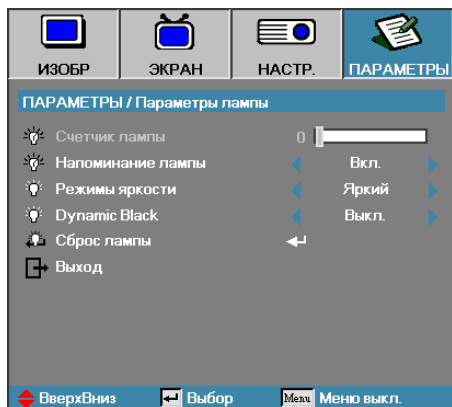 ИЗОБР ЭКРАН НАСТР. ПАРАМЕТРЫ
ПАРАМЕТРЫ / Параметры лампы
Счетчик лампы 0
Напоминание лампы Вкл.
Режимы яркости Яркий
Dynamic Black Выкл.
Сброс лампы
Выход
ВверхВниз Выбор Menu Меню выкл.